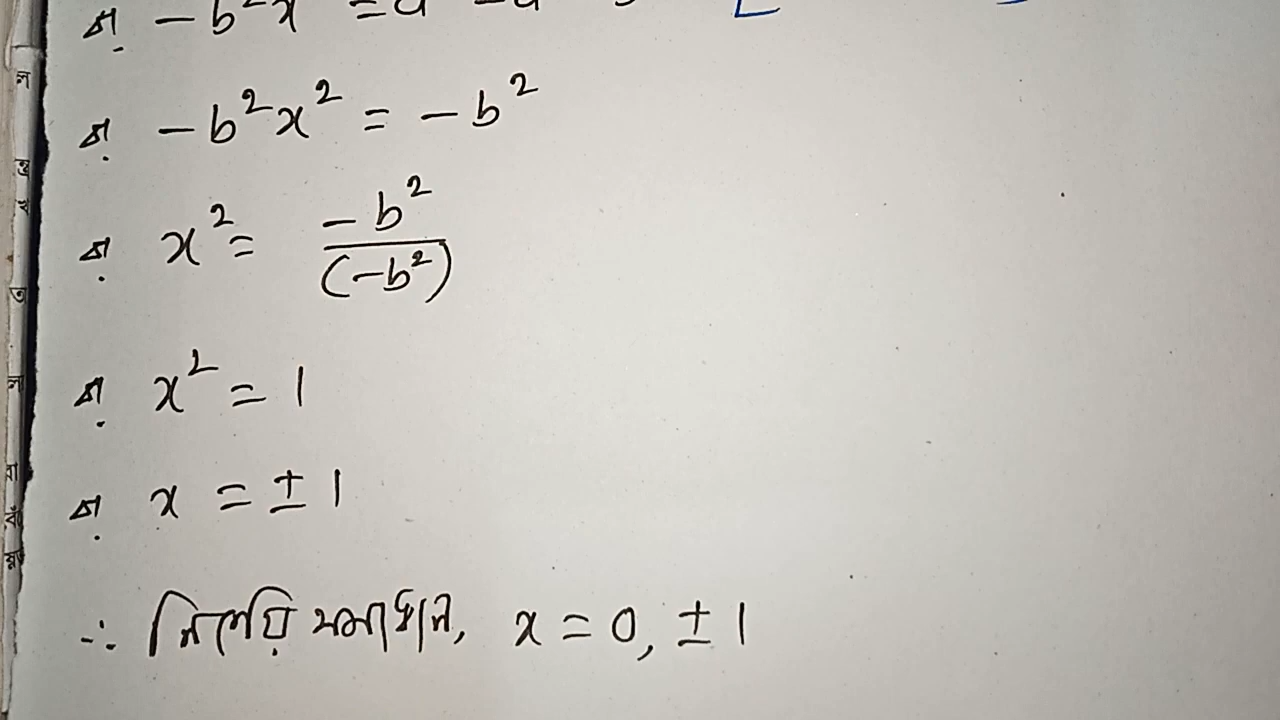 বা, -b²x² = -b²
বা, x² = -b²/(-b²)
বা, x² = 1
বা, x = ± 1
∴ নির্ণেয় সমাধান, x = 0, ± 1